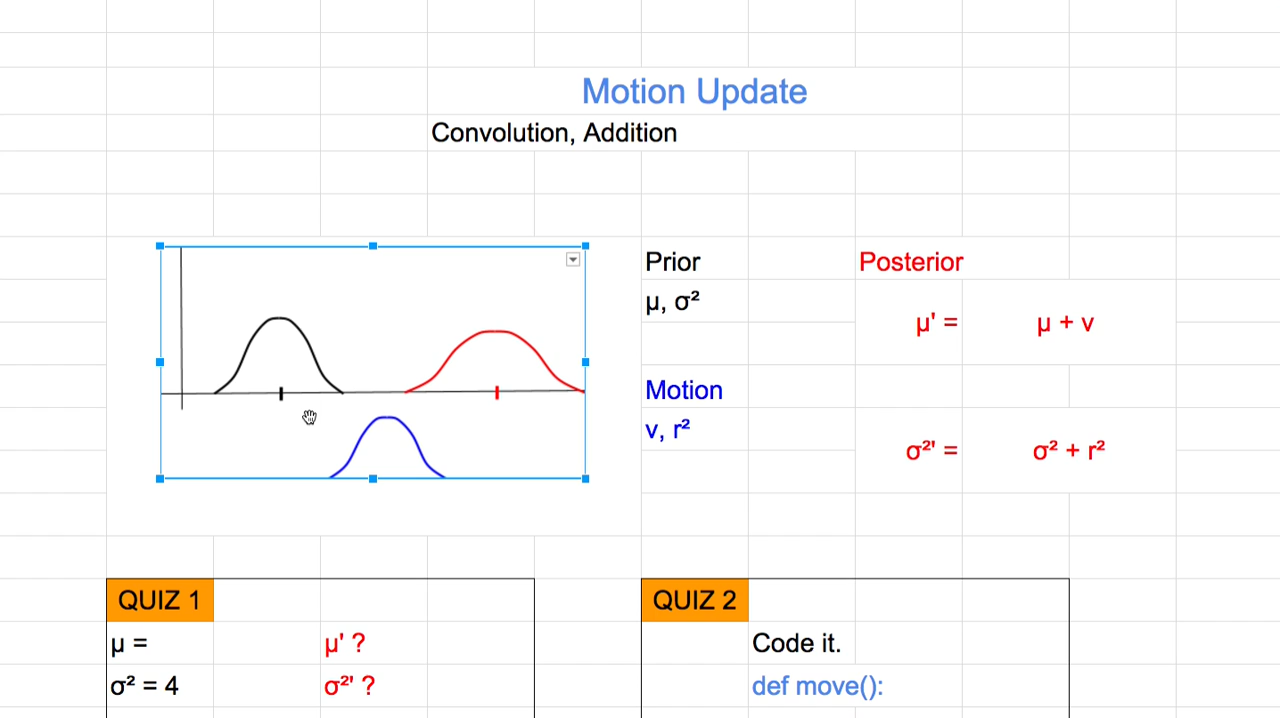 Motion Update
Convolution, Addition
Prior
μ, σ²
Posterior
μ' = μ + v
Motion
v, r²
σ²' = σ² + r²
QUIZ 1
μ = μ' ?
σ² = 4 σ²' ?
QUIZ 2
Code it.
def move():